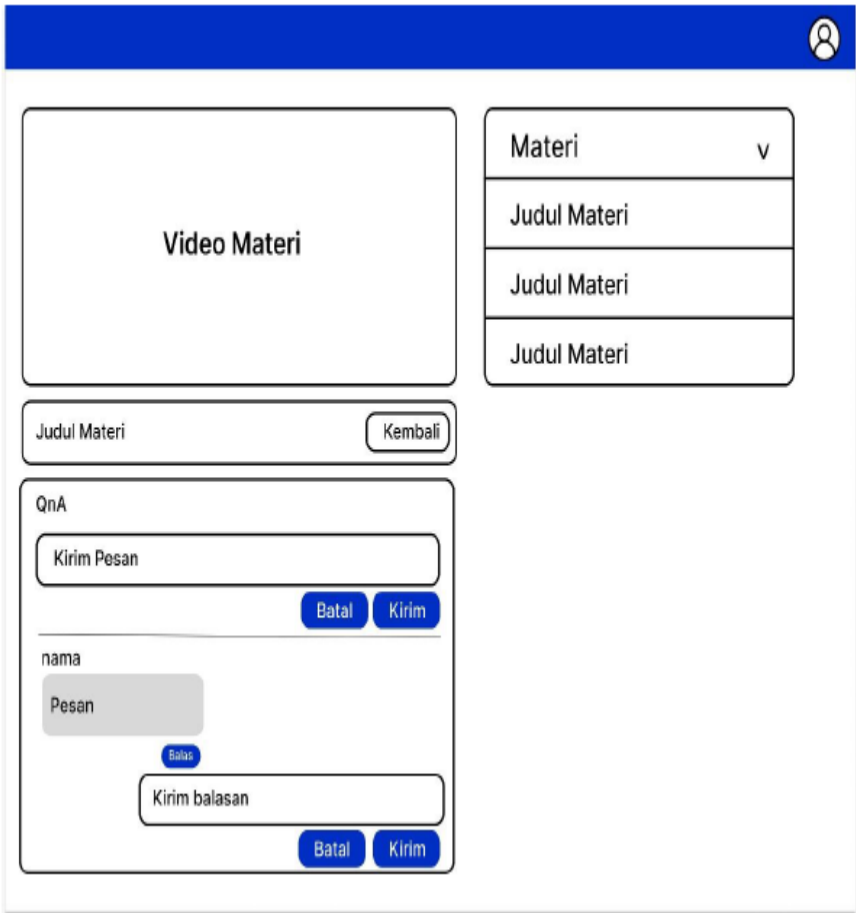 Video Materi
Materi
v
Judul Materi
Judul Materi
Judul Materi
Judul Materi
Kembali
QnA
Kirim Pesan
Batal
Kirim
nama
Pesan
Balas
Kirim balasan
Batal
Kirim